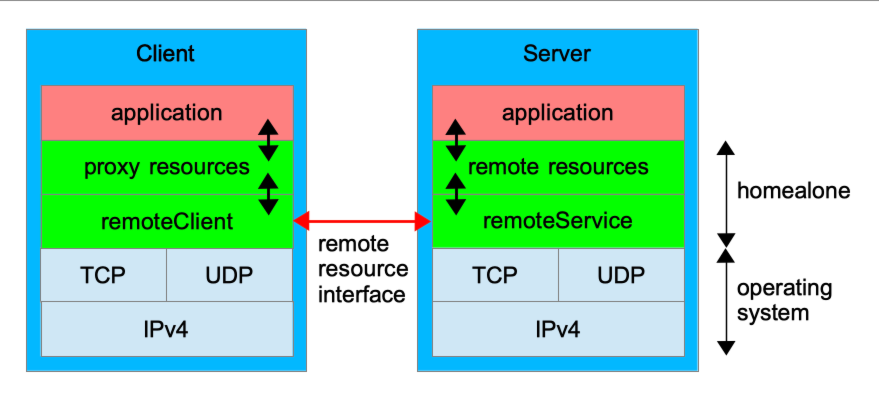 Client
application
proxy resources
remoteClient
TCP UDP
IPv4
remote
resource
interface
Server
application
remote resources
remoteService
TCP UDP
IPv4
homealone
operating
system